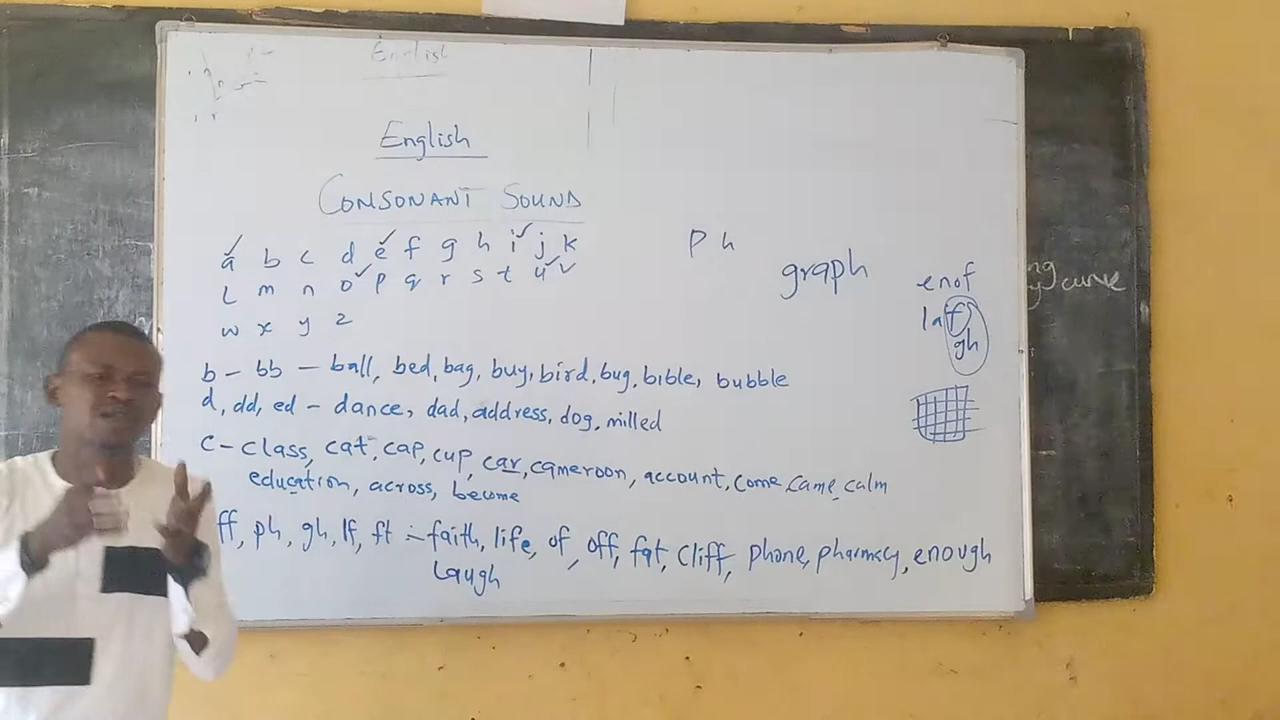 English
English
CONSONANT SOUND
a b c d e f g h i j k
L m n o p q r s t u v
w x y z
b - bb - ball, bed, bag, buy, bird, bug, bible, bubble
d, dd, ed - dance, dad, address, dog, milled
c - class, cat, cap, cup, car, cameroon, account, come, came, calm
education, across, become
ff, ph, gh, lf, ft :- faith, life, of, off, fat, cliff, phone, pharmacy, enough
Laugh
ph
graph
enof
laf
gh
curve